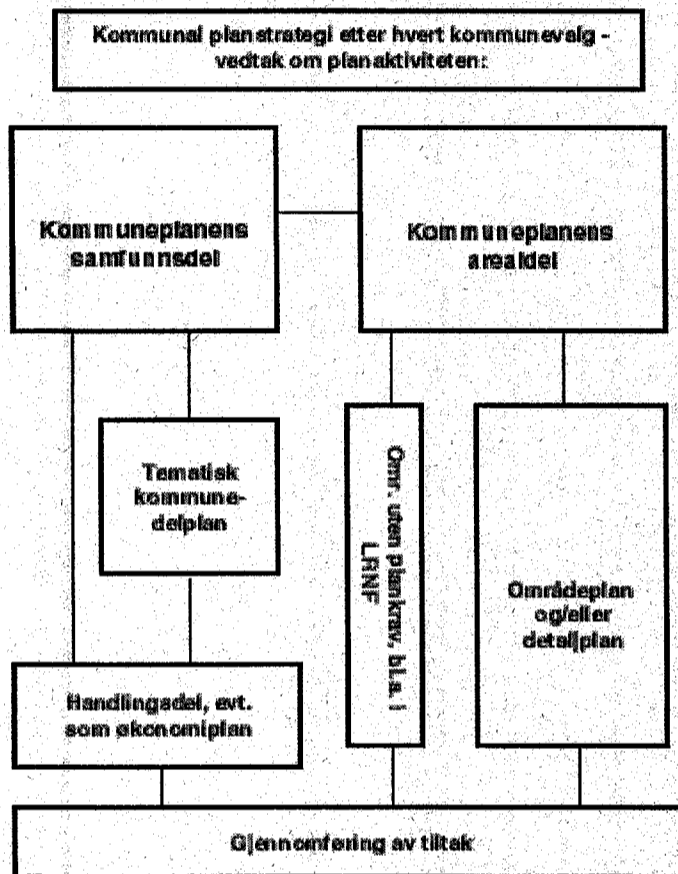 Kommunal planstrategi etter hvert kommunevalg -
vedtak om planaktiviteten:
Kommuneplanens
samfunnsdel
Kommuneplanens
arealdel
Tematisk
kommune-
delplan
Omr. uten plankrav, bl.a. i
LRNF
Områdeplan
og/eller
detaljplan
Handlingsdel, evt.
som økonomiplan
Gjennomføring av tiltak